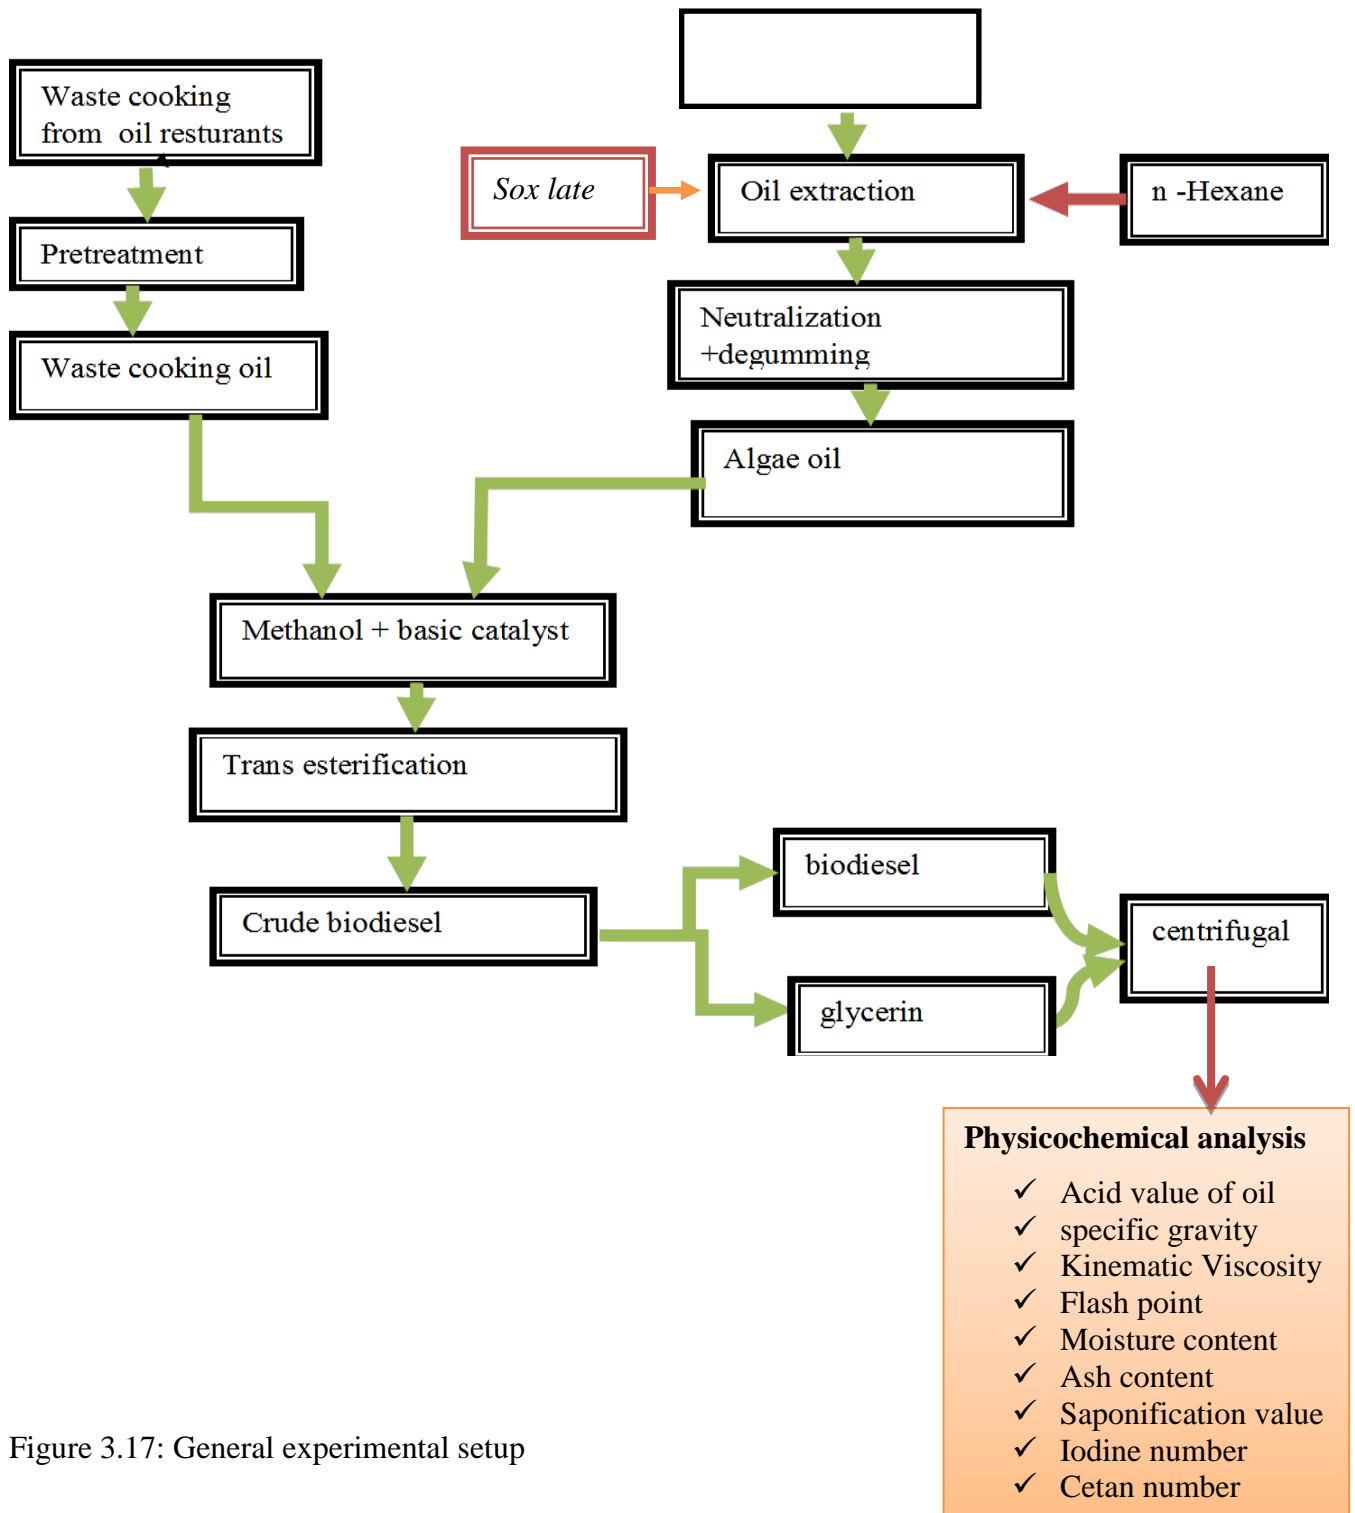 Waste cooking
from oil resturants
Pretreatment
Waste cooking oil
Sox late
Oil extraction
n -Hexane
Neutralization
+degumming
Algae oil
Methanol + basic catalyst
Trans esterification
Crude biodiesel
biodiesel
glycerin
centrifugal
Physicochemical analysis
✓ Acid value of oil
✓ specific gravity
✓ Kinematic Viscosity
✓ Flash point
✓ Moisture content
✓ Ash content
✓ Saponification value
✓ Iodine number
✓ Cetan number
Figure 3.17: General experimental setup